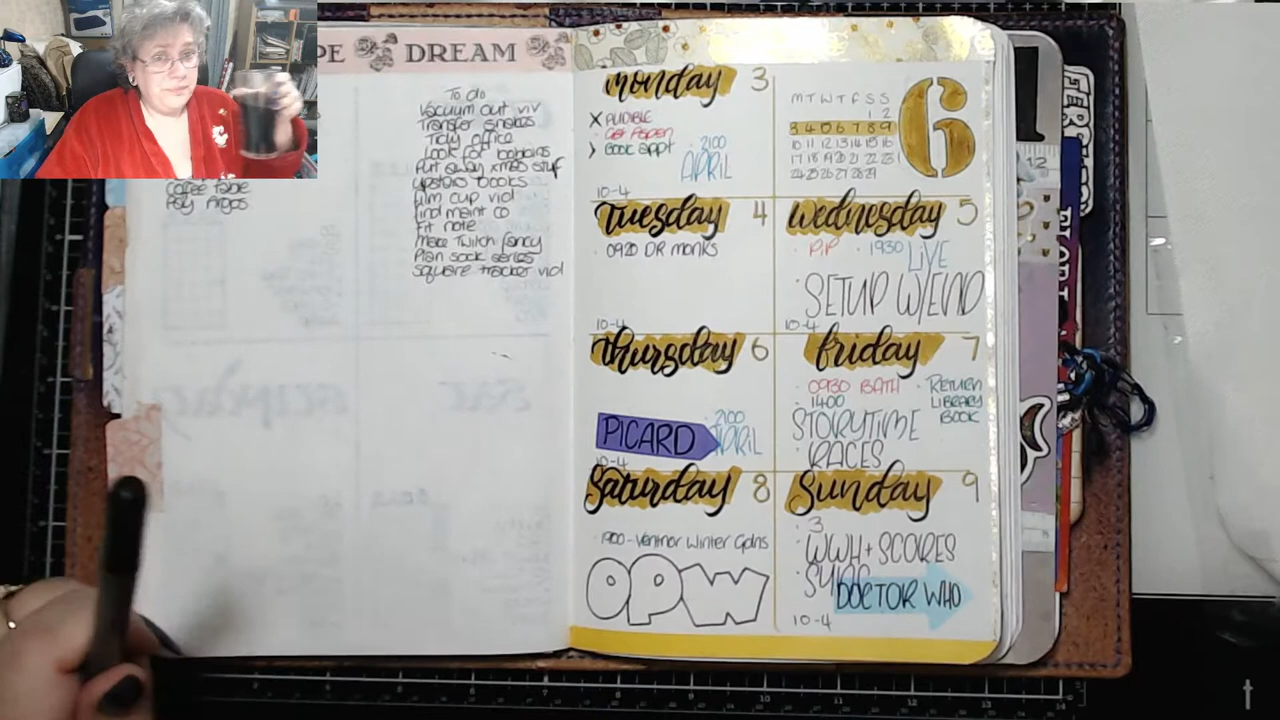 DREAM
To do
Vacuum out viv
Transfer snakes
Tidy office
Look for bobbins
Put away xmas stuf
upstairs books
Film cup vid
find maint co
Fit note
Make Twitch fancy
Plan sock series
square tracker vid
coffee table
Pay Argos
monday 3
X AUDIBLE
Book appt
2100
APRIL
10-4
M T W T F S S
1 2
3 4 5 6 7 8 9
10 11 12 13 14 15 16
17 18 19 20 21 22 23
24 25 26 27 28 29
6
Tuesday 4
0920 DR monks
10-4
wednesday 5
PIP
1930 LIVE
SETUP W/END
10-4
Thursday 6
PICARD
2100
APRIL
10-4
friday 7
0930 BATH
1400
STORYTIME
RACES
RETURN
LIBRARY
BOOK
Saturday 8
1900 - Ventnor Winter Gdns
OPW
Sunday 9
3
WWH + SCORES
DOCTOR WHO
10-4
12